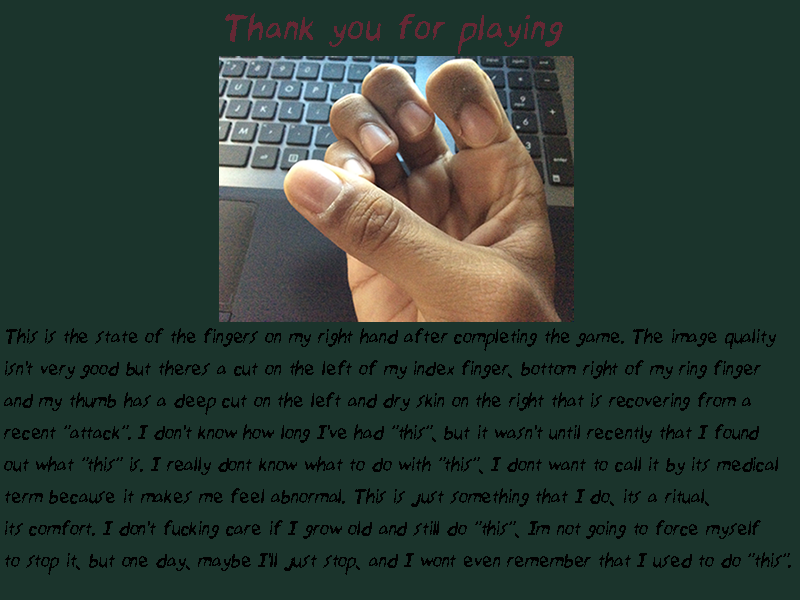 Thank you for playing
This is the state of the fingers on my right hand after completing the game. The image quality
isn't very good but theres a cut on the left of my index finger, bottom right of my ring finger
and my thumb has a deep cut on the left and dry skin on the right that is recovering from a
recent "attack". I don't know how long I've had "this", but it wasn't until recently that I found
out what "this" is. I really dont know what to do with "this", I dont want to call it by its medical
term because it makes me feel abnormal. This is just something that I do, its a ritual,
its comfort. I don't fucking care if I grow old and still do "this", Im not going to force myself
to stop it, but one day, maybe I'll just stop, and I wont even remember that I used to do "this".